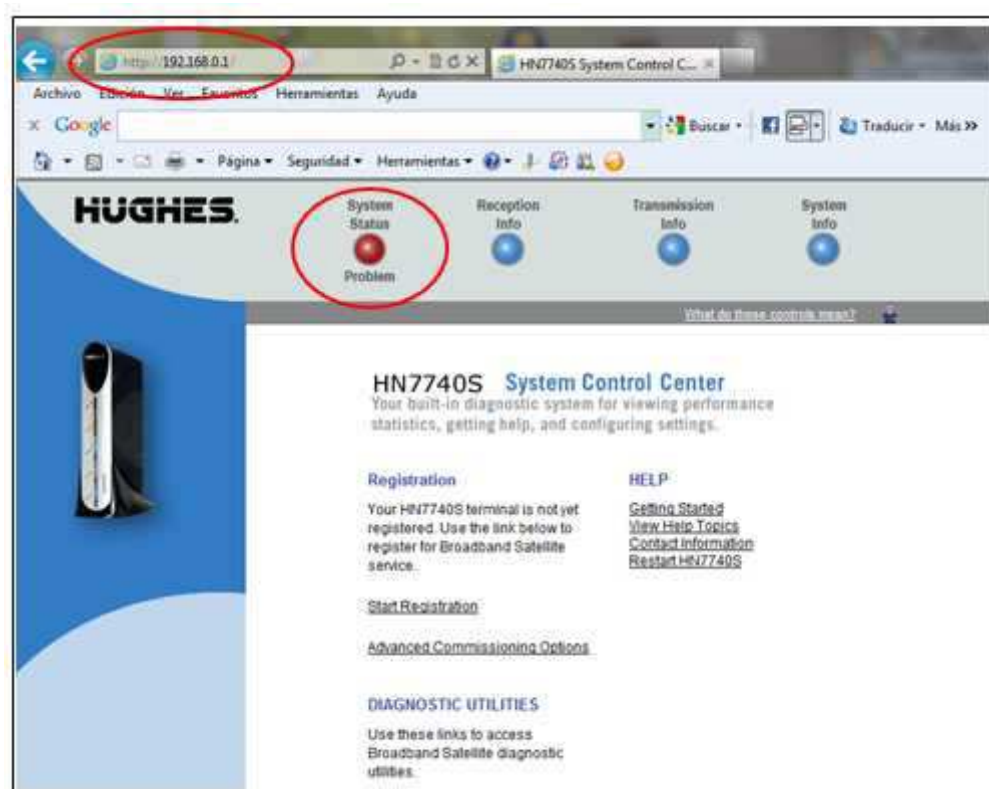 http://192.168.0.1
HN7740S System Control C...
Archivo Edición Ver Favoritos Herramientas Ayuda
x Google
Buscar
Traducir
Más »
Página Seguridad Herramientas
HUGHES.
System Status
Problem
Reception Info
Transmission Info
System Info
What do these controls mean?
HN7740S System Control Center
Your built-in diagnostic system for viewing performance
statistics, getting help, and configuring settings.
Registration
Your HN7740S terminal is not yet
registered. Use the link below to
register for Broadband Satellite
service.
Start Registration
Advanced Commissioning Options
HELP
Getting Started
View Help Topics
Contact Information
Restart HN7740S
DIAGNOSTIC UTILITIES
Use these links to access
Broadband Satellite diagnostic
utilities.